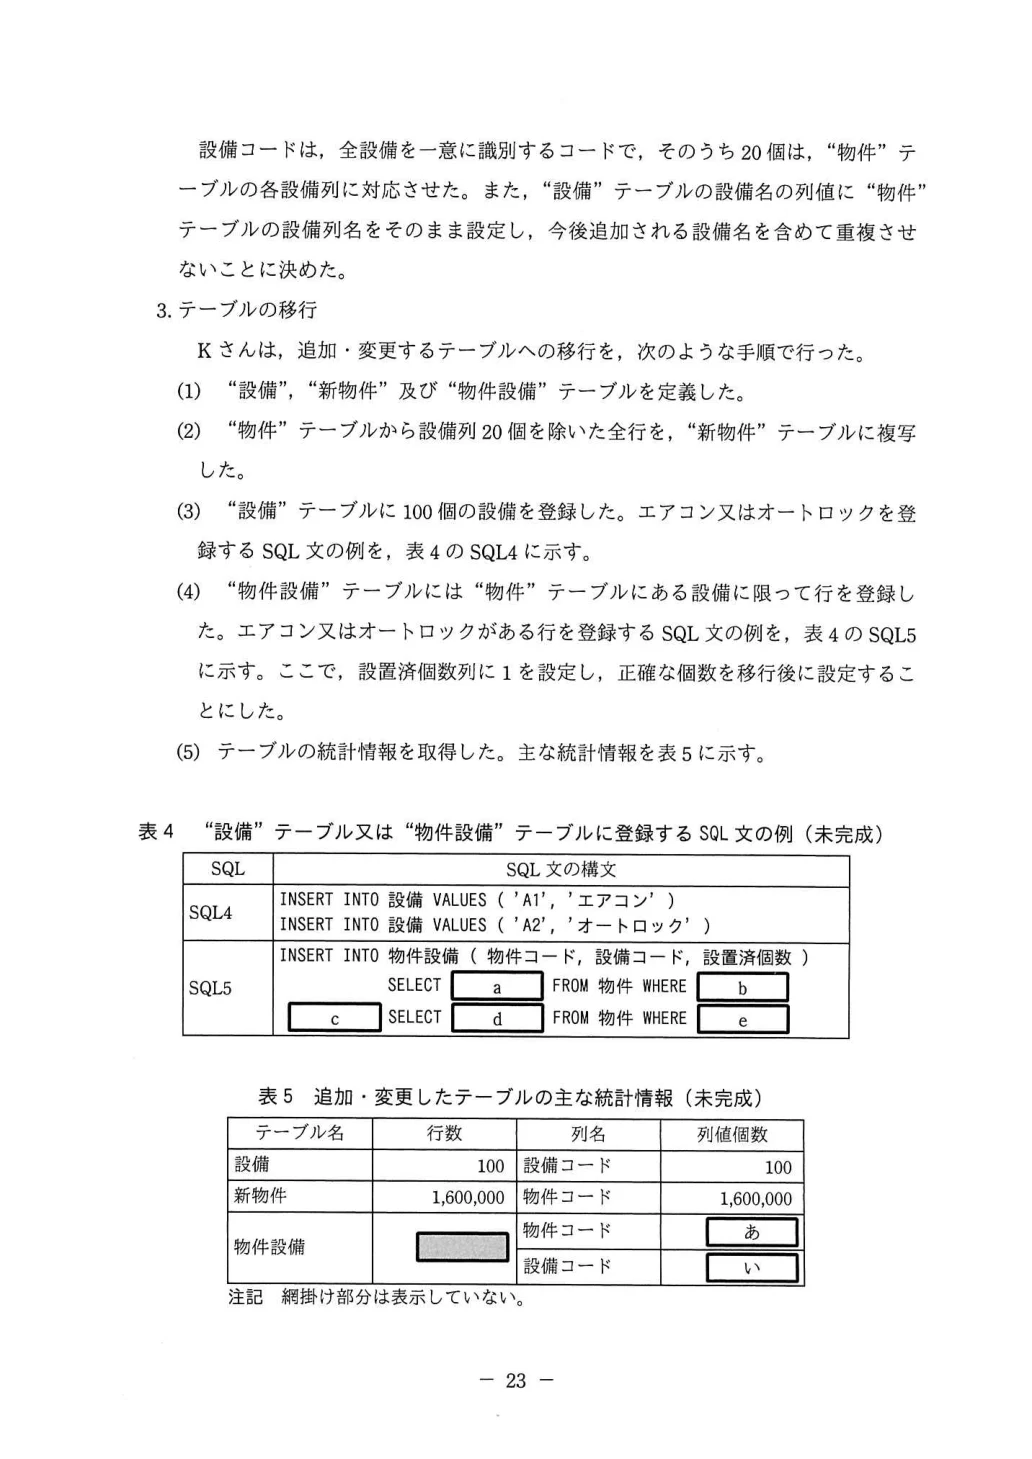 設備コードは，全設備を一意に識別するコードで，そのうち 20 個は，“物件” テ
ーブルの各設備列に対応させた。また，“設備” テーブルの設備名の列値に “物件”
テーブルの設備列名をそのまま設定し，今後追加される設備名を含めて重複させ
ないことに決めた。
3. テーブルの移行
K さんは，追加・変更するテーブルへの移行を，次のような手順で行った。
(1) “設備”，“新物件” 及び “物件設備” テーブルを定義した。
(2) “物件” テーブルから設備列 20 個を除いた全行を，“新物件” テーブルに複写
した。
(3) “設備” テーブルに 100 個の設備を登録した。エアコン又はオートロックを登
録する SQL 文の例を，表 4 の SQL4 に示す。
(4) “物件設備” テーブルには “物件” テーブルにある設備に限って行を登録し
た。エアコン又はオートロックがある行を登録する SQL 文の例を，表 4 の SQL5
に示す。ここで，設置済個数列に 1 を設定し，正確な個数を移行後に設定するこ
とにした。
(5) テーブルの統計情報を取得した。主な統計情報を表 5 に示す。
表 4 “設備” テーブル又は “物件設備” テーブルに登録する SQL 文の例（未完成）
SQL SQL 文の構文
SQL4 INSERT INTO 設備 VALUES ( 'A1', 'エアコン' )
INSERT INTO 設備 VALUES ( 'A2', 'オートロック' )
SQL5 INSERT INTO 物件設備 ( 物件コード, 設備コード, 設置済個数 )
SELECT a FROM 物件 WHERE b
c SELECT d FROM 物件 WHERE e
表 5 追加・変更したテーブルの主な統計情報（未完成）
テーブル名 行数 列名 列値個数
設備 100 設備コード 100
新物件 1,600,000 物件コード 1,600,000
物件設備 物件コード あ
設備コード い
注記 網掛け部分は表示していない。
－ 23 －